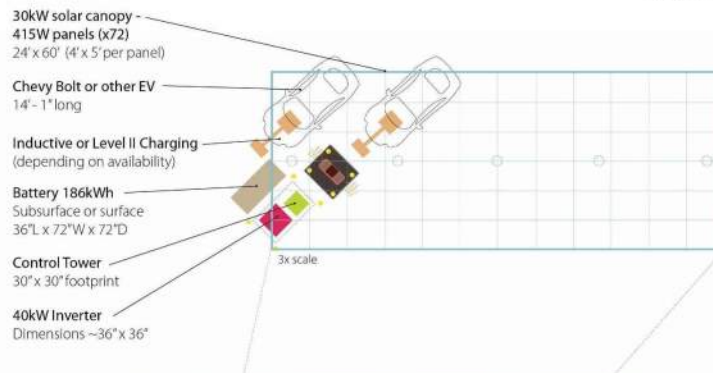 30kW solar canopy -
415W panels (x72)
24' x 60' (4' x 5' per panel)
Chevy Bolt or other EV
14' - 1" long
Inductive or Level II Charging
(depending on availability)
Battery 186kWh
Subsurface or surface
36"L x 72"W x 72"D
Control Tower
30" x 30" footprint
40kW Inverter
Dimensions ~36" x 36"
3x scale